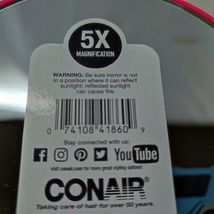 5X
MAGNIFICATION
WARNING: Be sure mirror is not
in a position where it can reflect
sunlight; reflected sunlight
can cause fire.
0 74108 41860 9
Stay connected with us:
You Tube
visit conair.com for more great styling options!
CONAIR®
Taking care of hair for over 50 years.